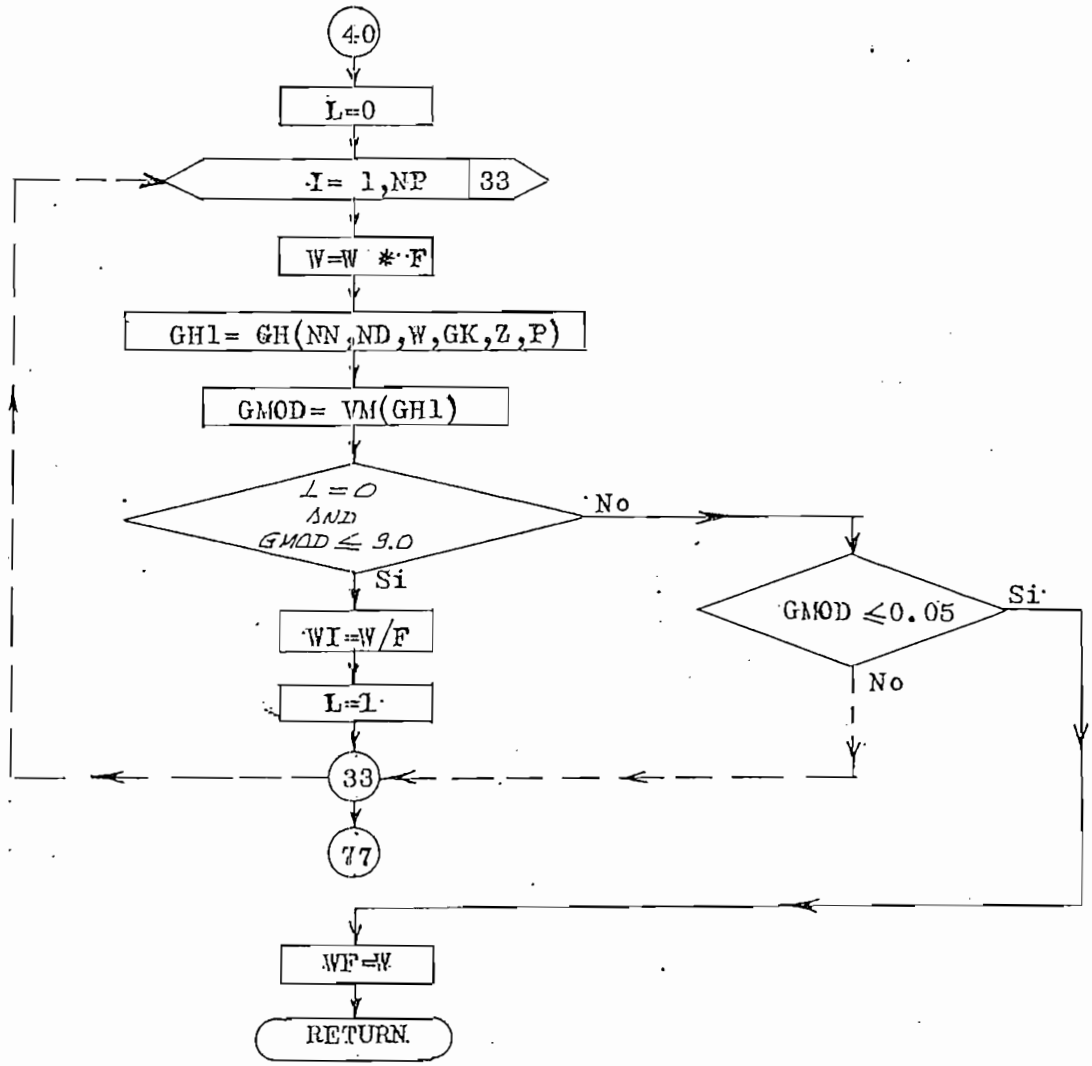 40
L=0
I= 1,NP 33
W=W * F
GH1= GH(NN,ND,W,GK,Z,P)
GMOD= VM(GH1)
L=0
AND
GMOD ≤ 9.0
No
Si
GMOD ≤0.05
Si
No
WI=W/F
L=1
33
77
WF=W
RETURN.